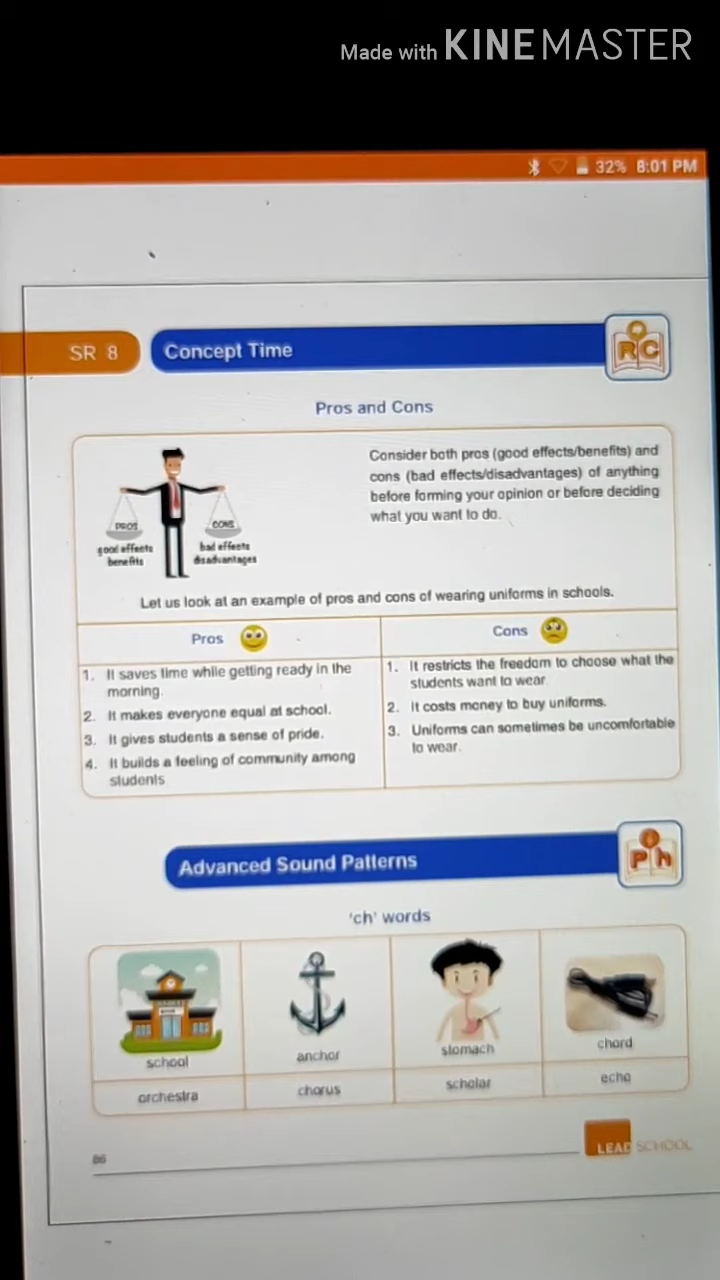 Made with KINEMASTER
32% 8:01 PM
SR 8
Concept Time
RC
Pros and Cons
Consider both pros (good effects/benefits) and
cons (bad effects/disadvantages) of anything
before forming your opinion or before deciding
what you want to do.
PROS
CONS
good effects
benefits
bad effects
disadvantages
Let us look at an example of pros and cons of wearing uniforms in schools.
Pros
Cons
1. It saves time while getting ready in the
morning.
2. It makes everyone equal at school.
3. It gives students a sense of pride.
4. It builds a feeling of community among
students
1. It restricts the freedom to choose what the
students want to wear.
2. It costs money to buy uniforms.
3. Uniforms can sometimes be uncomfortable
to wear.
Advanced Sound Patterns
Ph
'ch' words
school
anchor
stomach
chord
orchestra
chorus
scholar
echo
86
LEAD SCHOOL